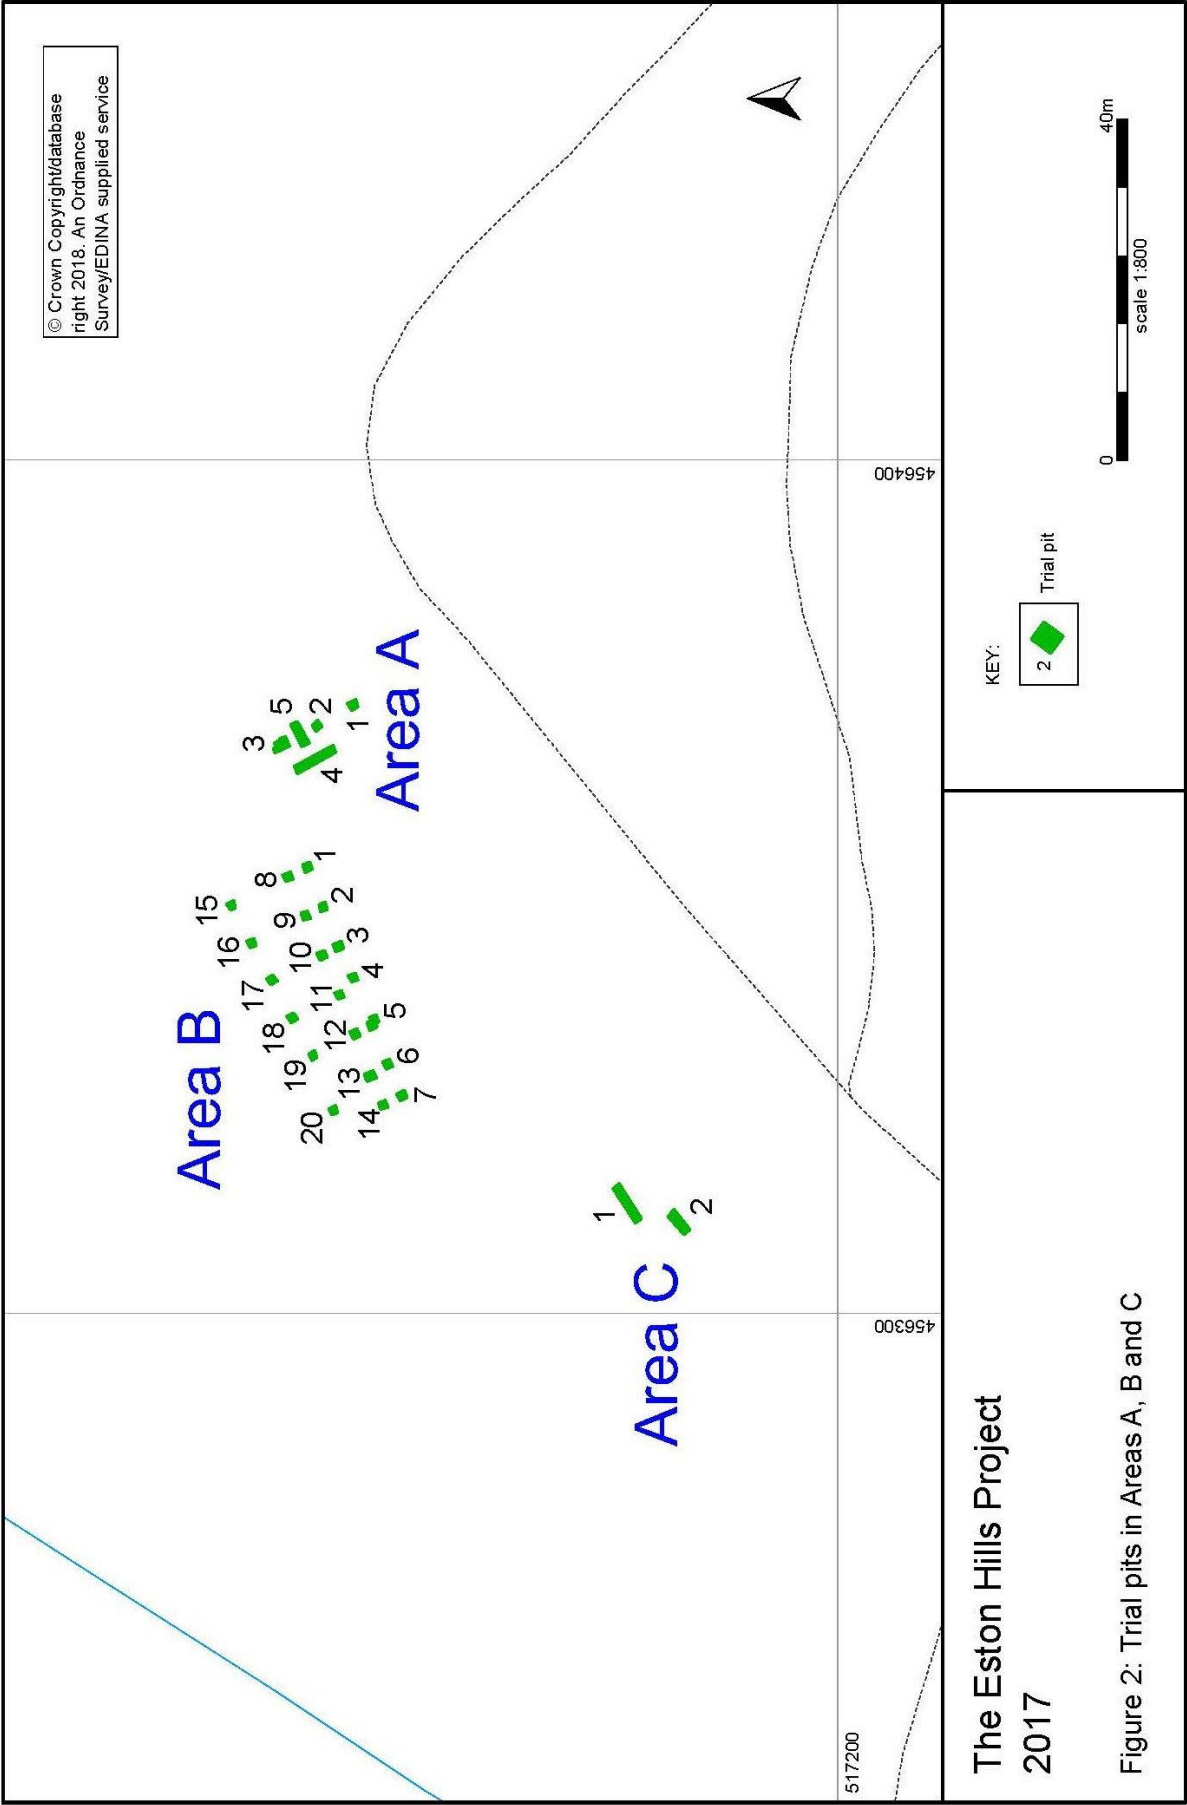 © Crown Copyright/database
right 2018. An Ordnance
Survey/EDINA supplied service
Area B
15
16
17
18
19
20
8
9
10
11
12
13
14
1
2
3
4
5
6
7
3
5
2
4
1
Area A
Area C
1
2
456300
456400
517200
The Eston Hills Project
2017
Figure 2: Trial pits in Areas A, B and C
KEY:
2
Trial pit
0
40m
scale 1:800